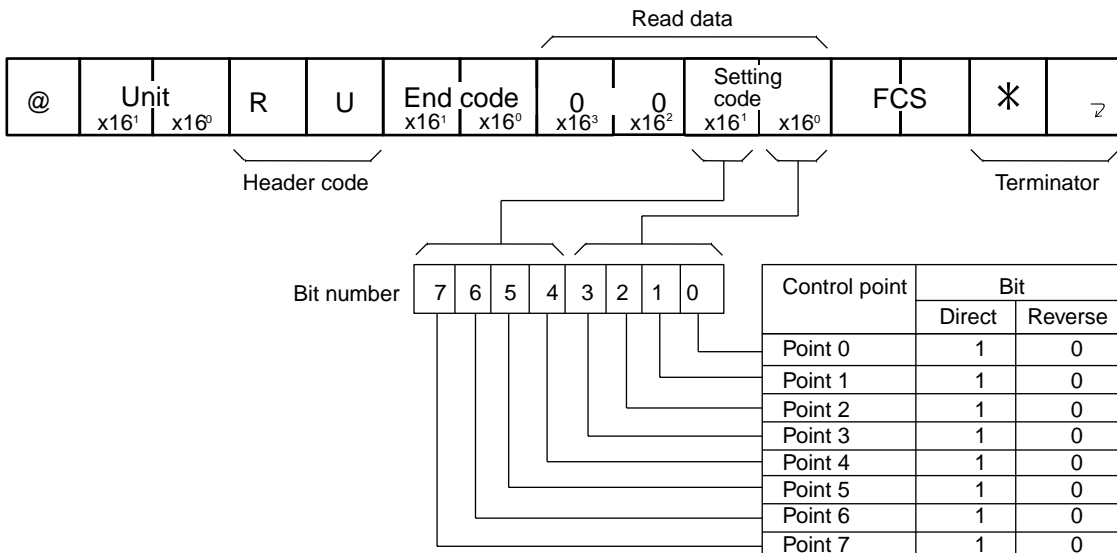 Read data
@ Unit x16¹ x16⁰ R U End code x16¹ x16⁰ 0 x16³ 0 x16² Setting code x16¹ x16⁰ FCS *
Header code
Terminator
Bit number 7 6 5 4 3 2 1 0
Control point Bit
Direct Reverse
Point 0 1 0
Point 1 1 0
Point 2 1 0
Point 3 1 0
Point 4 1 0
Point 5 1 0
Point 6 1 0
Point 7 1 0